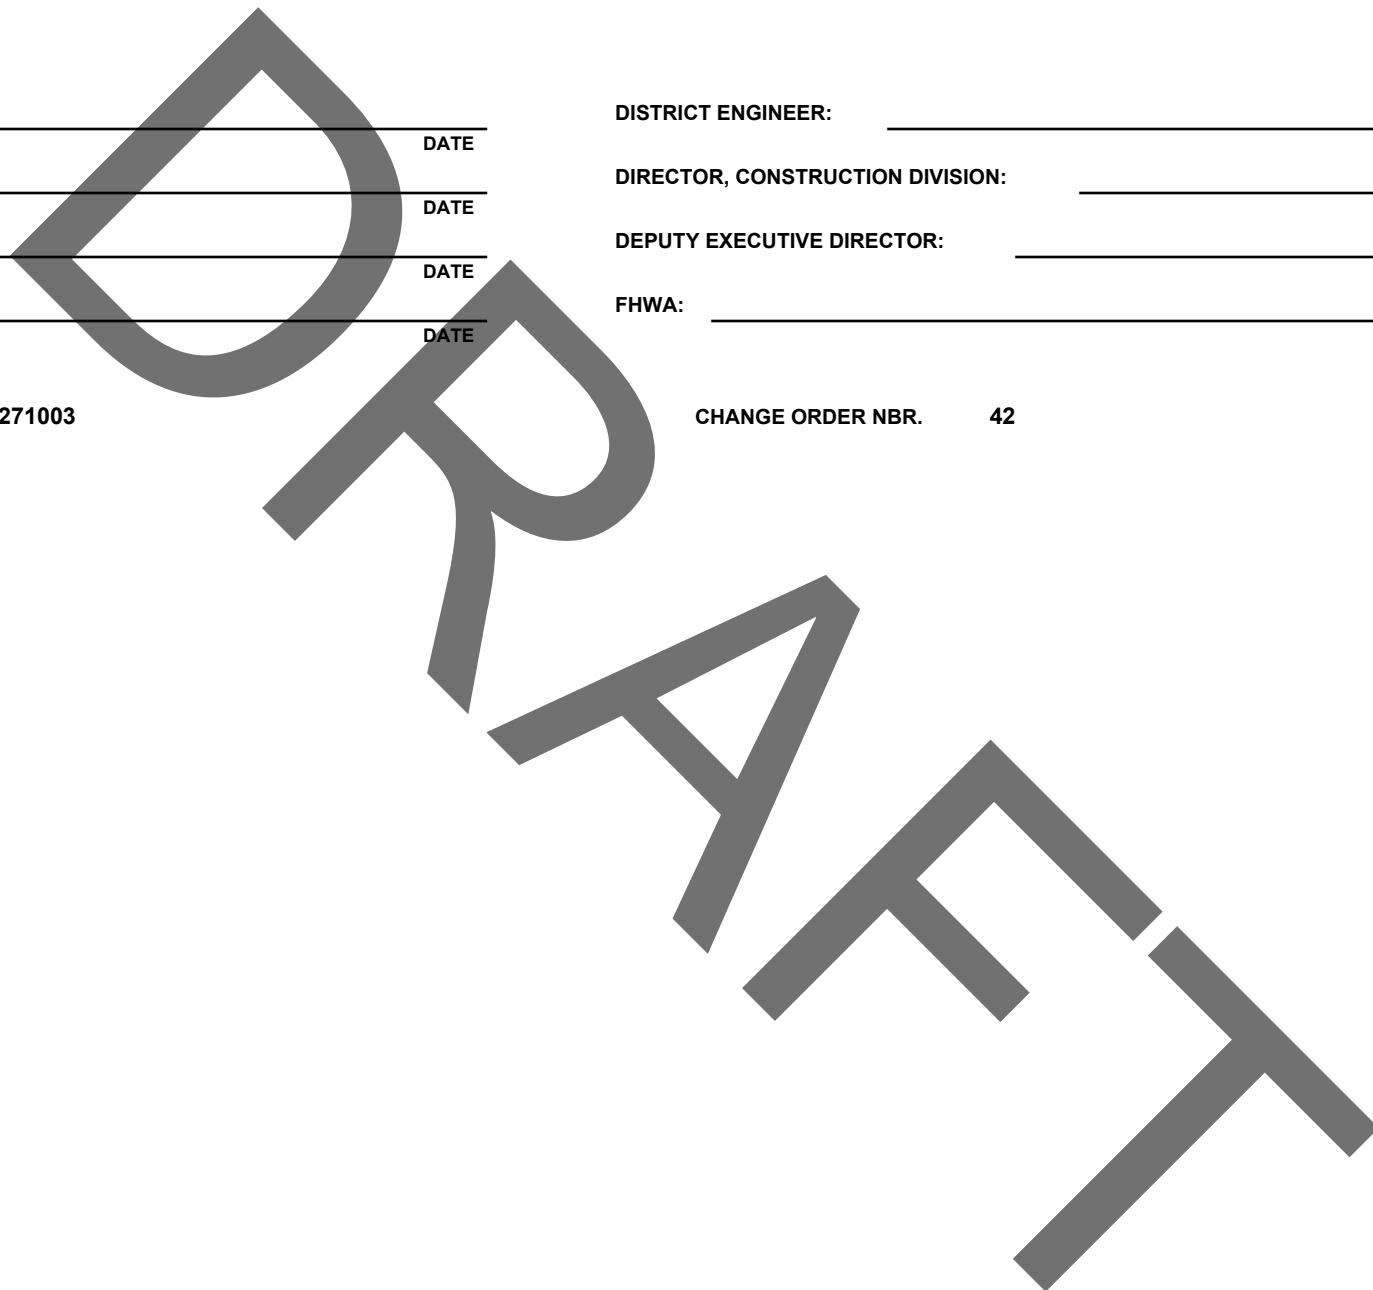 DISTRICT ENGINEER:
DATE
DIRECTOR, CONSTRUCTION DIVISION:
DATE
DEPUTY EXECUTIVE DIRECTOR:
DATE
FHWA:
DATE
271003 CHANGE ORDER NBR. 42
DRAFT